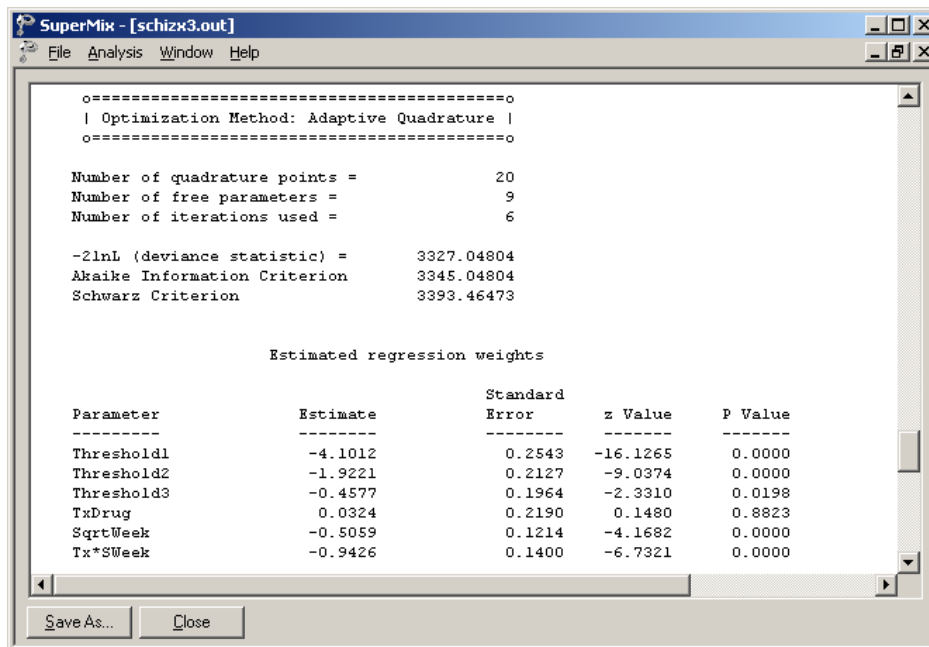 SuperMix - [schizx3.out]
File Analysis Window Help
o==========================================o
| Optimization Method: Adaptive Quadrature |
o==========================================o
Number of quadrature points = 20
Number of free parameters = 9
Number of iterations used = 6
-2lnL (deviance statistic) = 3327.04804
Akaike Information Criterion 3345.04804
Schwarz Criterion 3393.46473
Estimated regression weights
Standard
Parameter Estimate Error z Value P Value
--------- -------- -------- ------- -------
Threshold1 -4.1012 0.2543 -16.1265 0.0000
Threshold2 -1.9221 0.2127 -9.0374 0.0000
Threshold3 -0.4577 0.1964 -2.3310 0.0198
TxDrug 0.0324 0.2190 0.1480 0.8823
SqrtWeek -0.5059 0.1214 -4.1682 0.0000
Tx*SWeek -0.9426 0.1400 -6.7321 0.0000
Save As... Close